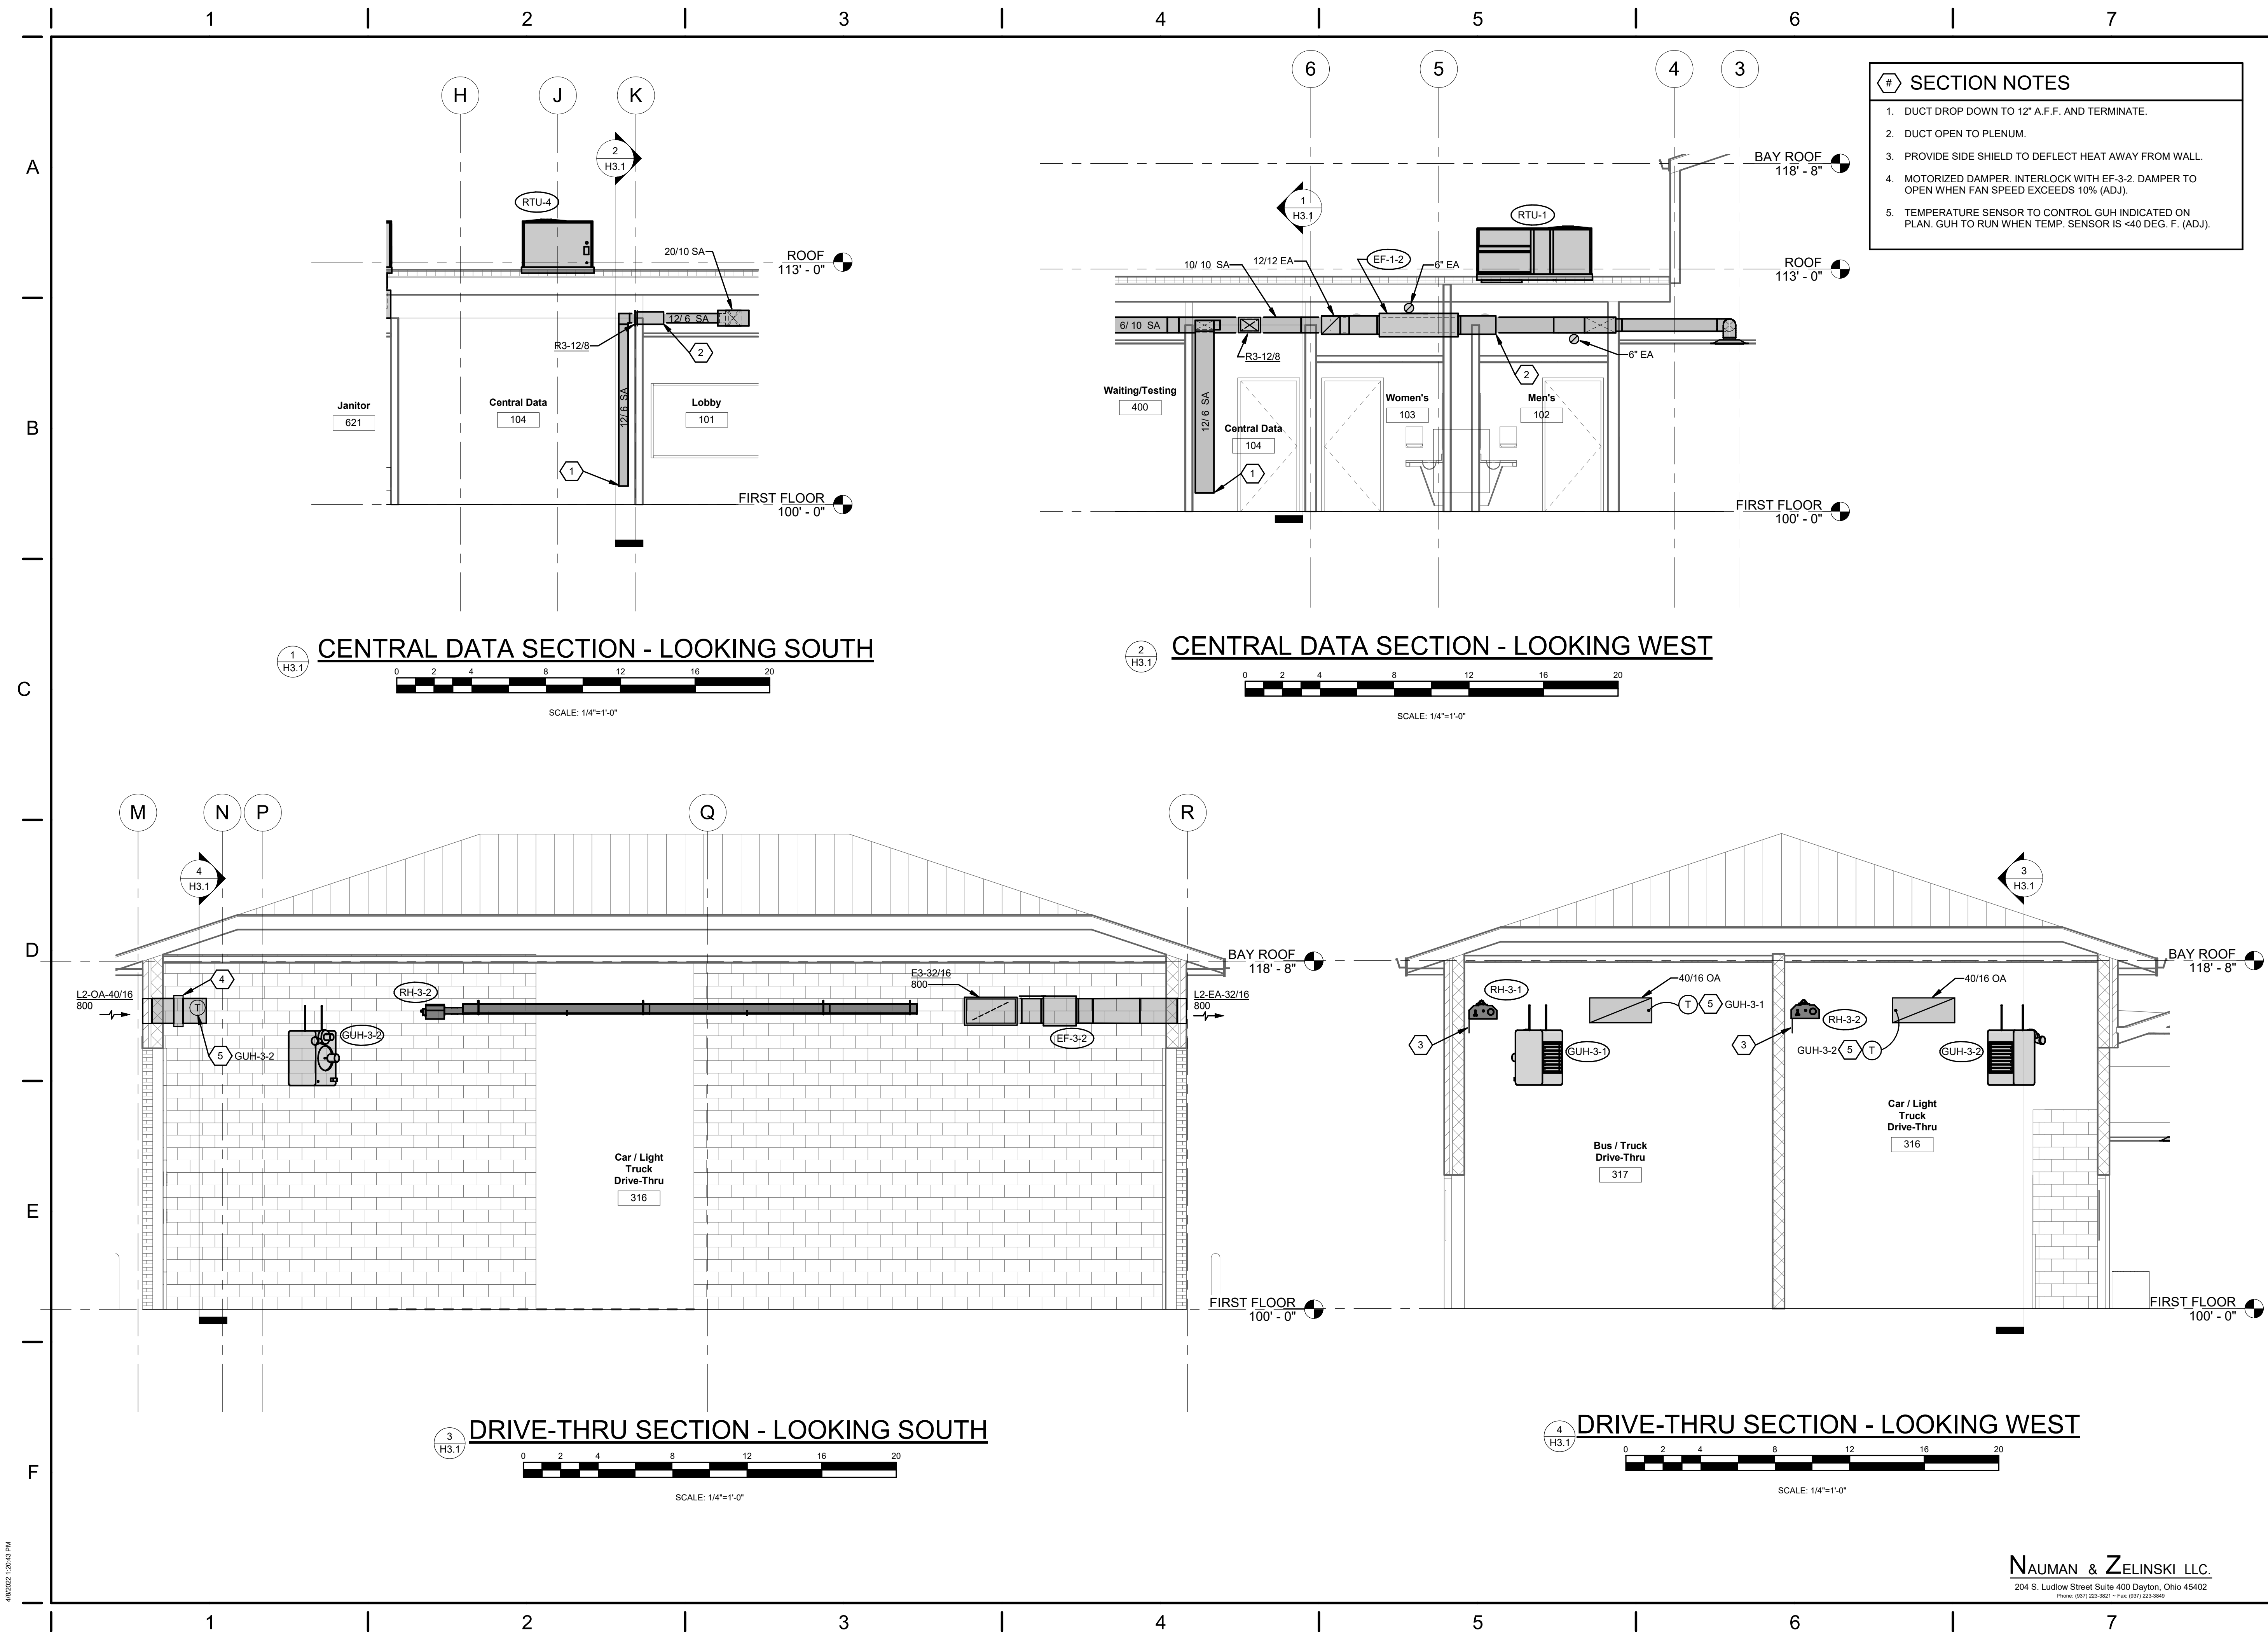 1 2 3 4 5 6 7
A
B
C
D
E
F
# SECTION NOTES
1. DUCT DROP DOWN TO 12" A.F.F. AND TERMINATE.
2. DUCT OPEN TO PLENUM.
3. PROVIDE SIDE SHIELD TO DEFLECT HEAT AWAY FROM WALL.
4. MOTORIZED DAMPER. INTERLOCK WITH EF-3-2. DAMPER TO
OPEN WHEN FAN SPEED EXCEEDS 10% (ADJ).
5. TEMPERATURE SENSOR TO CONTROL GUH INDICATED ON
PLAN. GUH TO RUN WHEN TEMP. SENSOR IS <40 DEG. F. (ADJ).
H J K
2
H3.1
RTU-4
20/10 SA
ROOF
113' - 0"
12/ 6 SA
R3-12/8
2
12/ 6 SA
Janitor
621
Central Data
104
Lobby
101
1
FIRST FLOOR
100' - 0"
1
H3.1
CENTRAL DATA SECTION - LOOKING SOUTH
0 2 4 8 12 16 20
SCALE: 1/4"=1'-0"
6 5 4 3
BAY ROOF
118' - 8"
1
H3.1
RTU-1
10/ 10 SA
12/12 EA
EF-1-2
6" EA
ROOF
113' - 0"
6/ 10 SA
R3-12/8
6" EA
2
Waiting/Testing
400
12/ 6 SA
Central Data
104
Women's
103
Men's
102
1
FIRST FLOOR
100' - 0"
2
H3.1
CENTRAL DATA SECTION - LOOKING WEST
0 2 4 8 12 16 20
SCALE: 1/4"=1'-0"
M N P Q R
4
H3.1
BAY ROOF
118' - 8"
L2-OA-40/16
800
4
T
5
GUH-3-2
GUH-3-2
RH-3-2
E3-32/16
800
EF-3-2
L2-EA-32/16
800
Car / Light
Truck
Drive-Thru
316
FIRST FLOOR
100' - 0"
3
H3.1
DRIVE-THRU SECTION - LOOKING SOUTH
0 2 4 8 12 16 20
SCALE: 1/4"=1'-0"
3
H3.1
BAY ROOF
118' - 8"
RH-3-1
3
GUH-3-1
40/16 OA
T
5
GUH-3-1
RH-3-2
3
GUH-3-2
5
T
40/16 OA
GUH-3-2
Bus / Truck
Drive-Thru
317
Car / Light
Truck
Drive-Thru
316
FIRST FLOOR
100' - 0"
4
H3.1
DRIVE-THRU SECTION - LOOKING WEST
0 2 4 8 12 16 20
SCALE: 1/4"=1'-0"
NAUMAN & ZELINSKI LLC.
204 S. Ludlow Street Suite 400 Dayton, Ohio 45402
Phone: (937) 223-3821 ~ Fax: (937) 223-3849
4/8/2022 1:20:43 PM
1 2 3 4 5 6 7